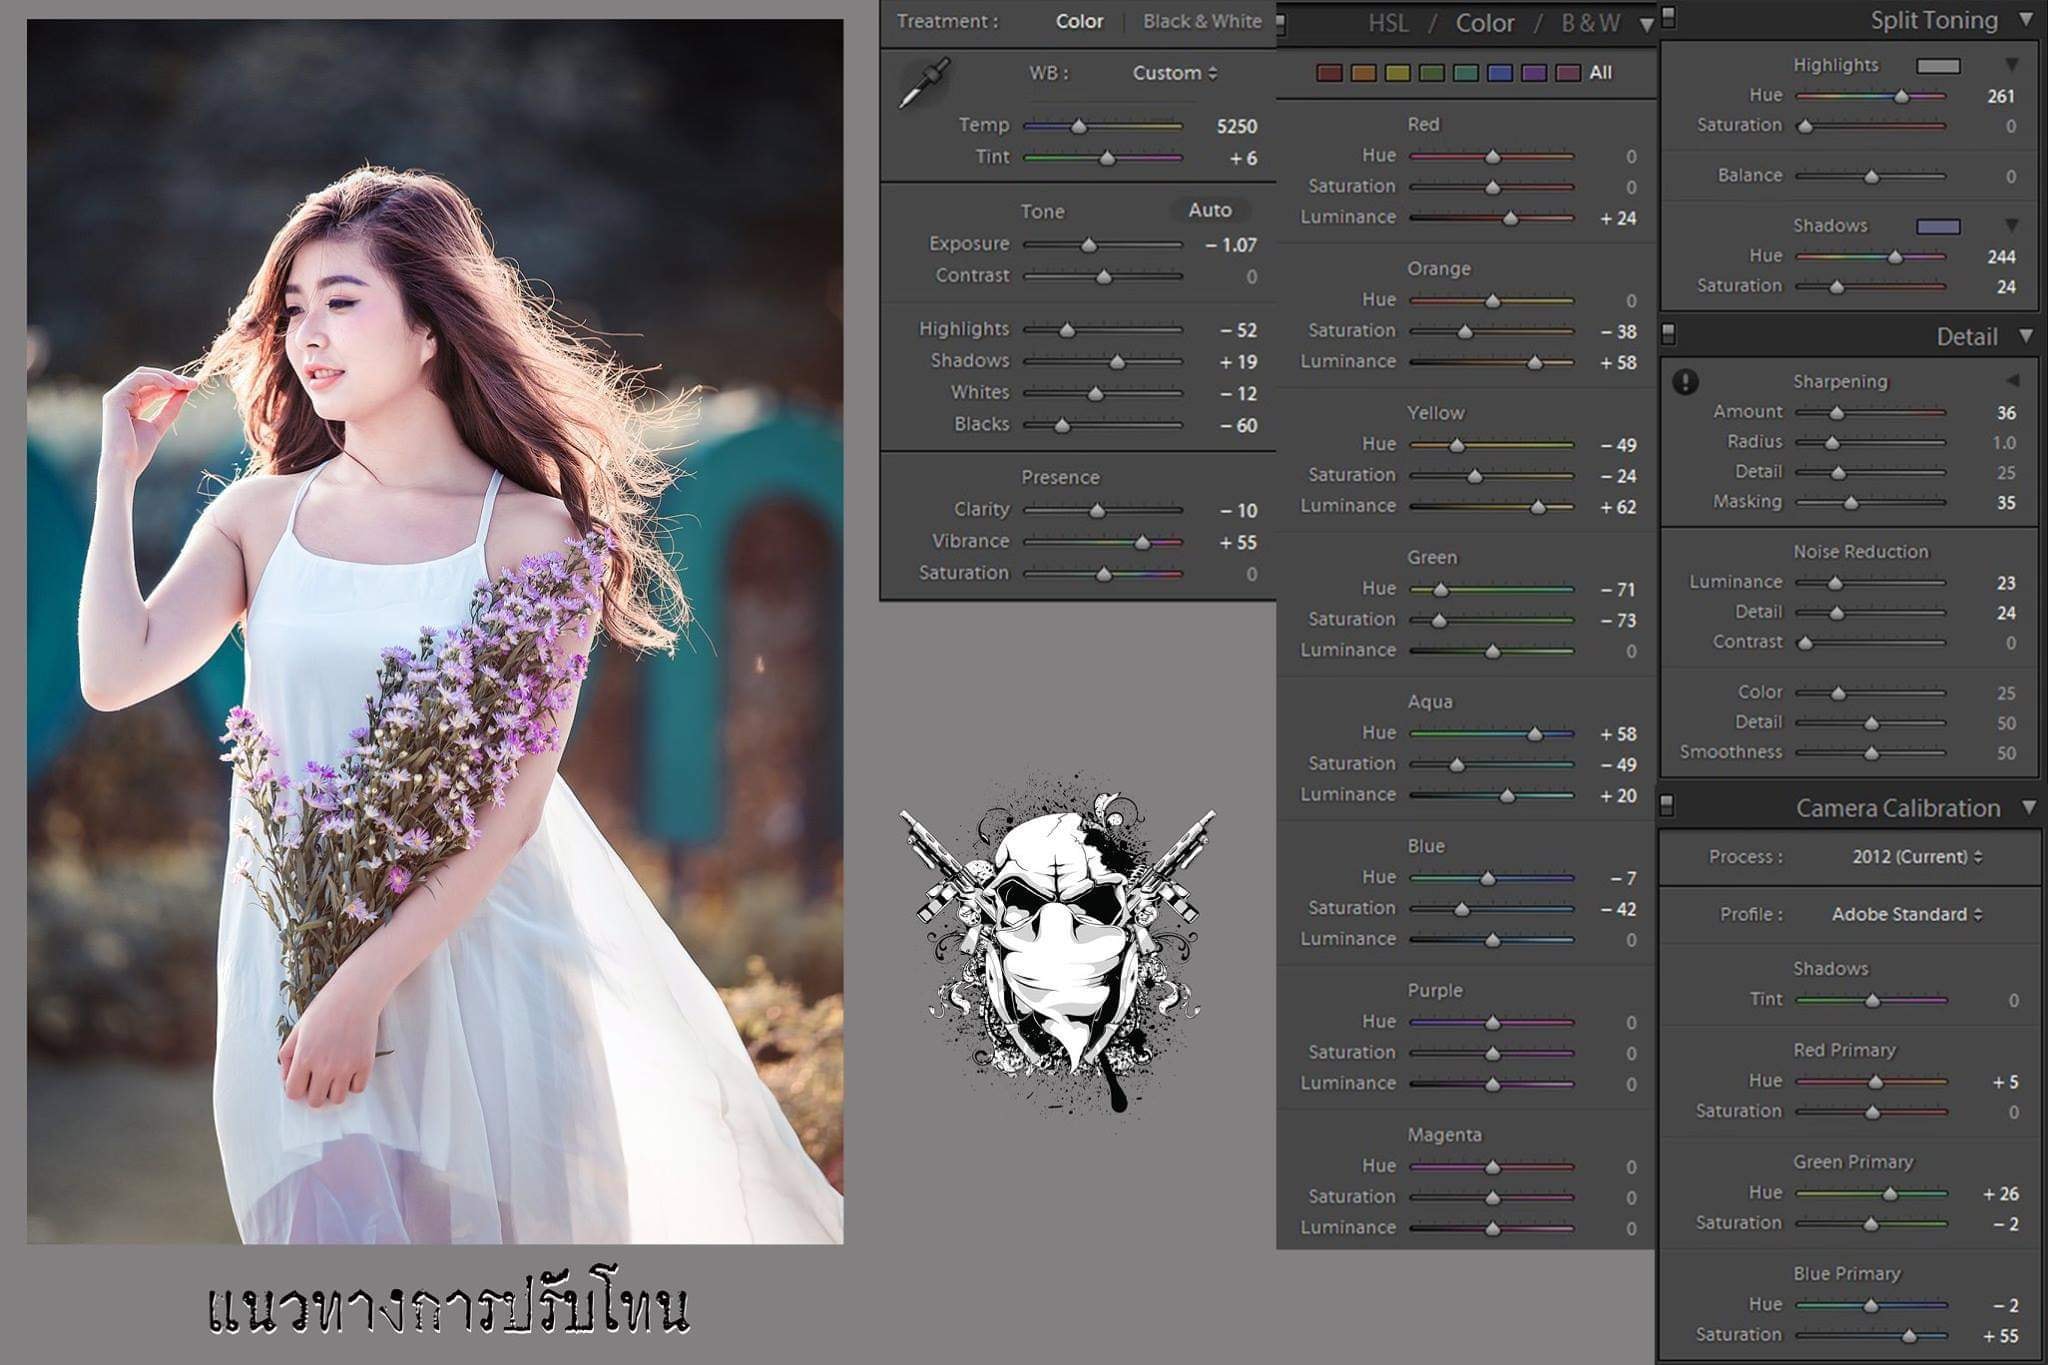 Treatment : Color Black & White
WB : Custom
Temp 5250
Tint + 6
Tone Auto
Exposure – 1.07
Contrast 0
Highlights – 52
Shadows + 19
Whites – 12
Blacks – 60
Presence
Clarity – 10
Vibrance + 55
Saturation 0
HSL / Color / B & W
All
Red
Hue 0
Saturation 0
Luminance + 24
Orange
Hue 0
Saturation – 38
Luminance + 58
Yellow
Hue – 49
Saturation – 24
Luminance + 62
Green
Hue – 71
Saturation – 73
Luminance 0
Aqua
Hue + 58
Saturation – 49
Luminance + 20
Blue
Hue – 7
Saturation – 42
Luminance 0
Purple
Hue 0
Saturation 0
Luminance 0
Magenta
Hue 0
Saturation 0
Luminance 0
Split Toning
Highlights
Hue 261
Saturation 0
Balance 0
Shadows
Hue 244
Saturation 24
Detail
Sharpening
Amount 36
Radius 1.0
Detail 25
Masking 35
Noise Reduction
Luminance 23
Detail 24
Contrast 0
Color 25
Detail 50
Smoothness 50
Camera Calibration
Process : 2012 (Current)
Profile : Adobe Standard
Shadows
Tint 0
Red Primary
Hue + 5
Saturation 0
Green Primary
Hue + 26
Saturation – 2
Blue Primary
Hue – 2
Saturation + 55
แนวทางการปรับโทน